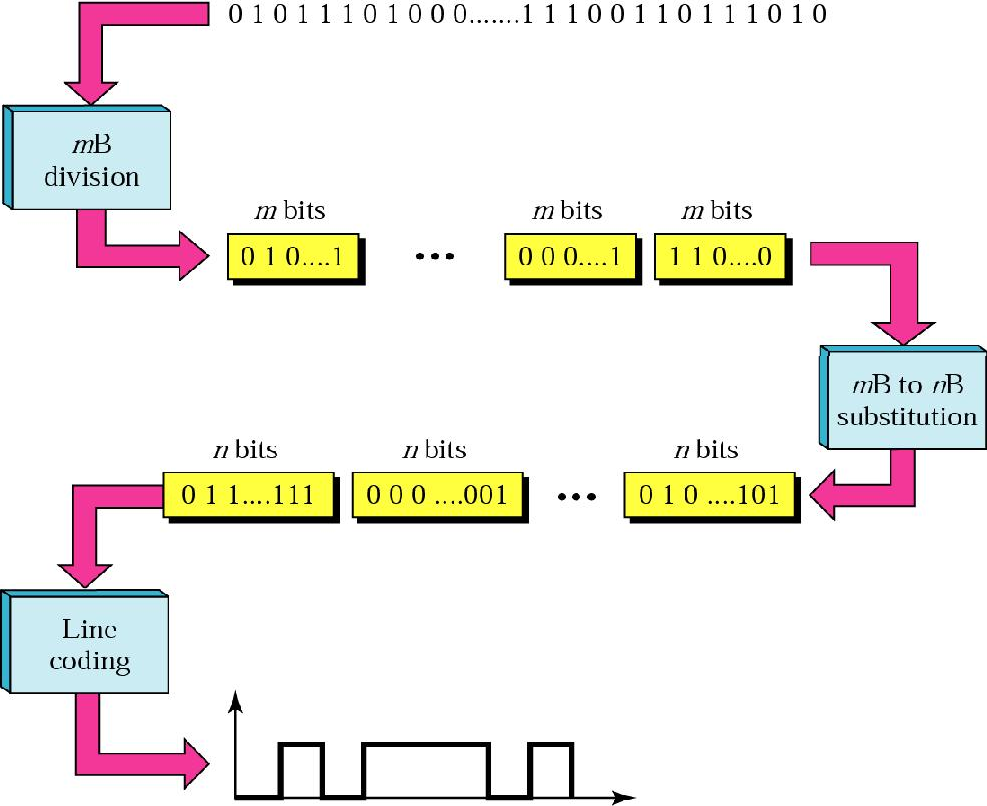 0 1 0 1 1 1 0 1 0 0 0.......1 1 1 0 0 1 1 0 1 1 1 0 1 0
mB
division
m bits
m bits
m bits
0 1 0....1
...
0 0 0....1
1 1 0....0
mB to nB
substitution
n bits
n bits
n bits
0 1 1....111
0 0 0 ....001
...
0 1 0 ....101
Line
coding